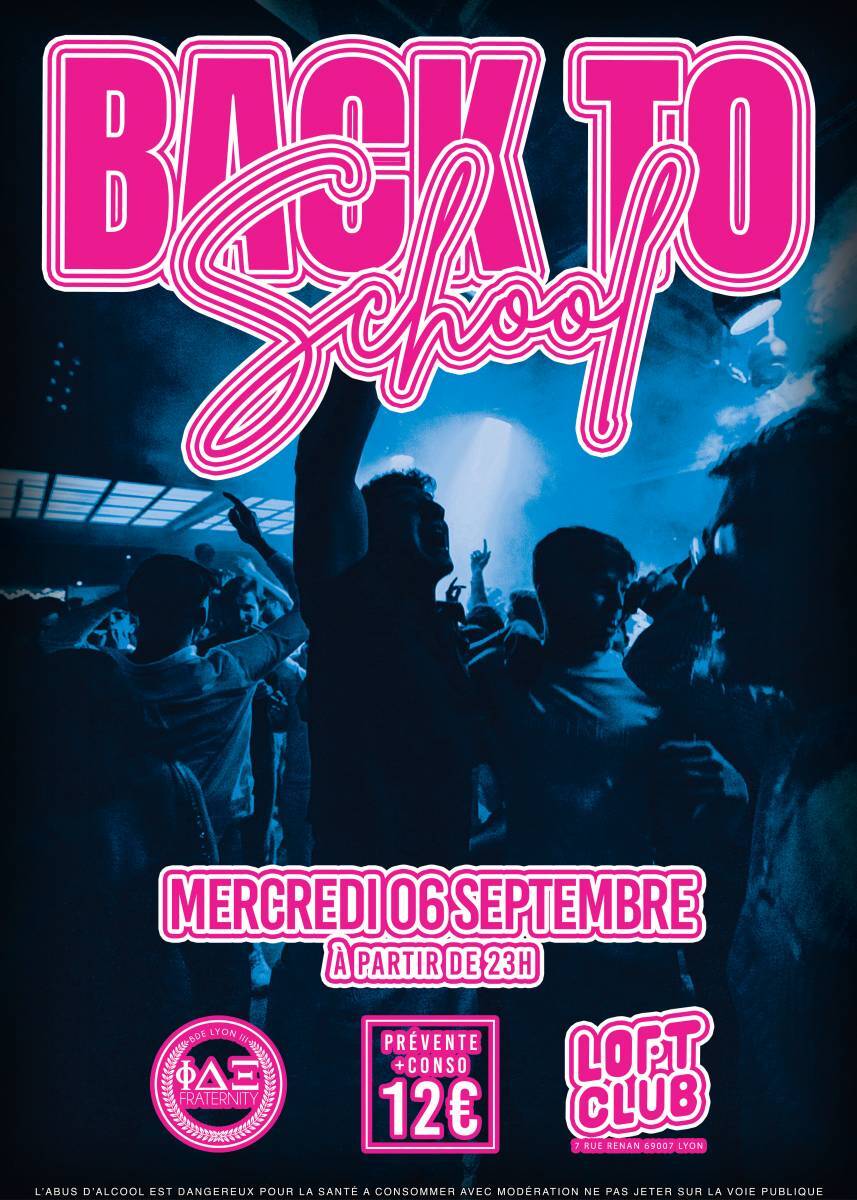 BACK TO
School
MERCREDI 06 SEPTEMBRE
À PARTIR DE 23H
BDE LYON III
ΦΔΞ
FRATERNITY
PRÉVENTE
+CONSO
12€
LOFT
CLUB
7 RUE RENAN 69007 LYON
L'ABUS D'ALCOOL EST DANGEREUX POUR LA SANTÉ A CONSOMMER AVEC MODÉRATION NE PAS JETER SUR LA VOIE PUBLIQUE